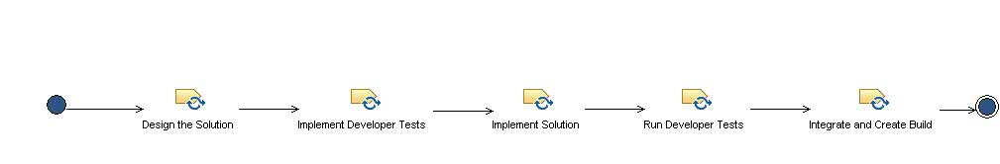 Design the Solution
Implement Developer Tests
Implement Solution
Run Developer Tests
Integrate and Create Build